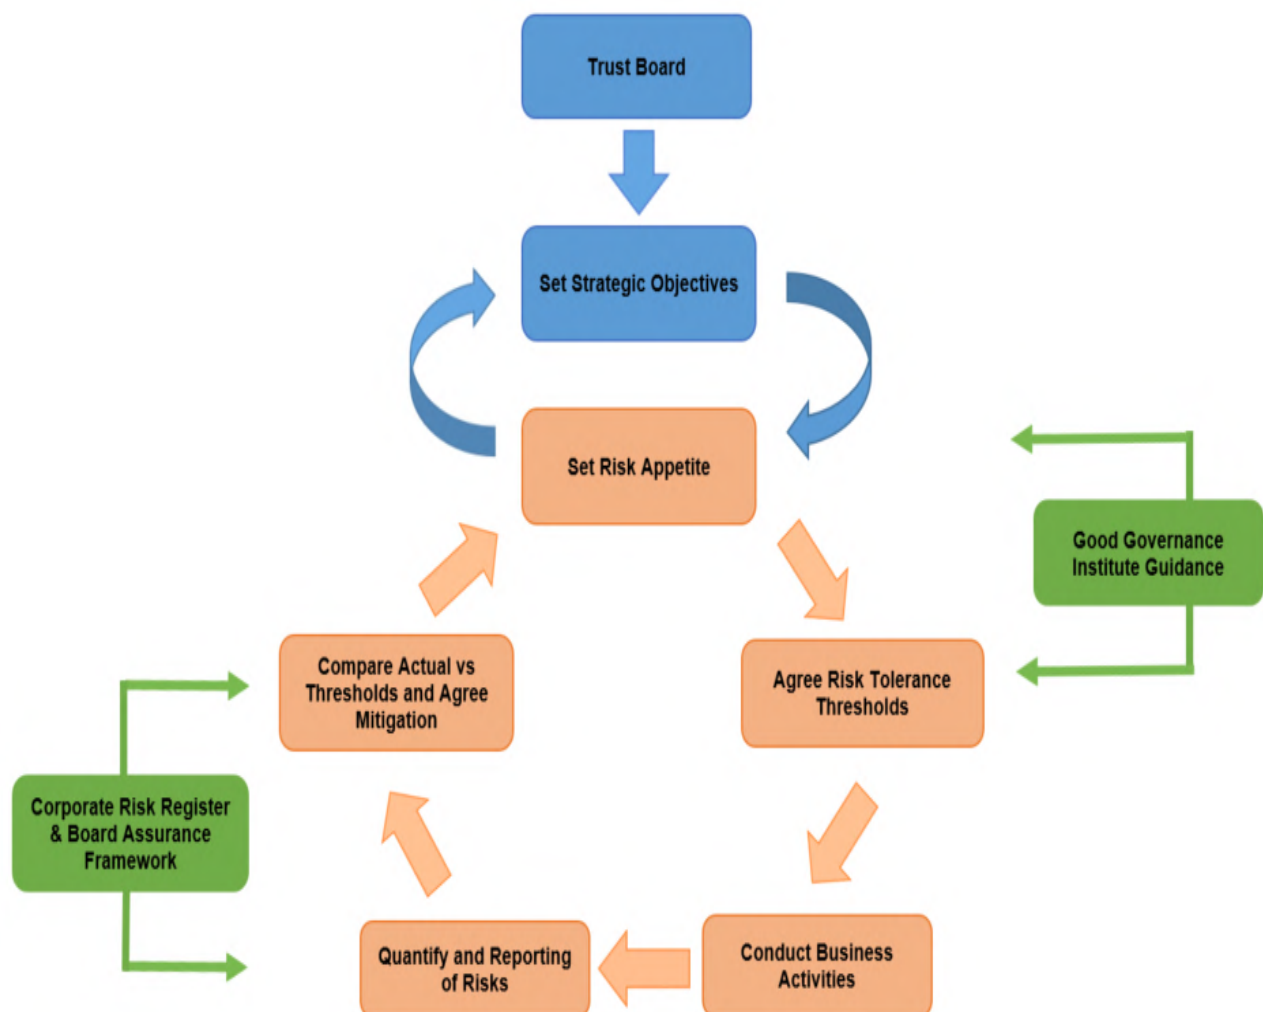 Trust Board
Set Strategic Objectives
Set Risk Appetite
Good Governance
Institute Guidance
Compare Actual vs
Thresholds and Agree
Mitigation
Agree Risk Tolerance
Thresholds
Corporate Risk Register
& Board Assurance
Framework
Quantify and Reporting
of Risks
Conduct Business
Activities